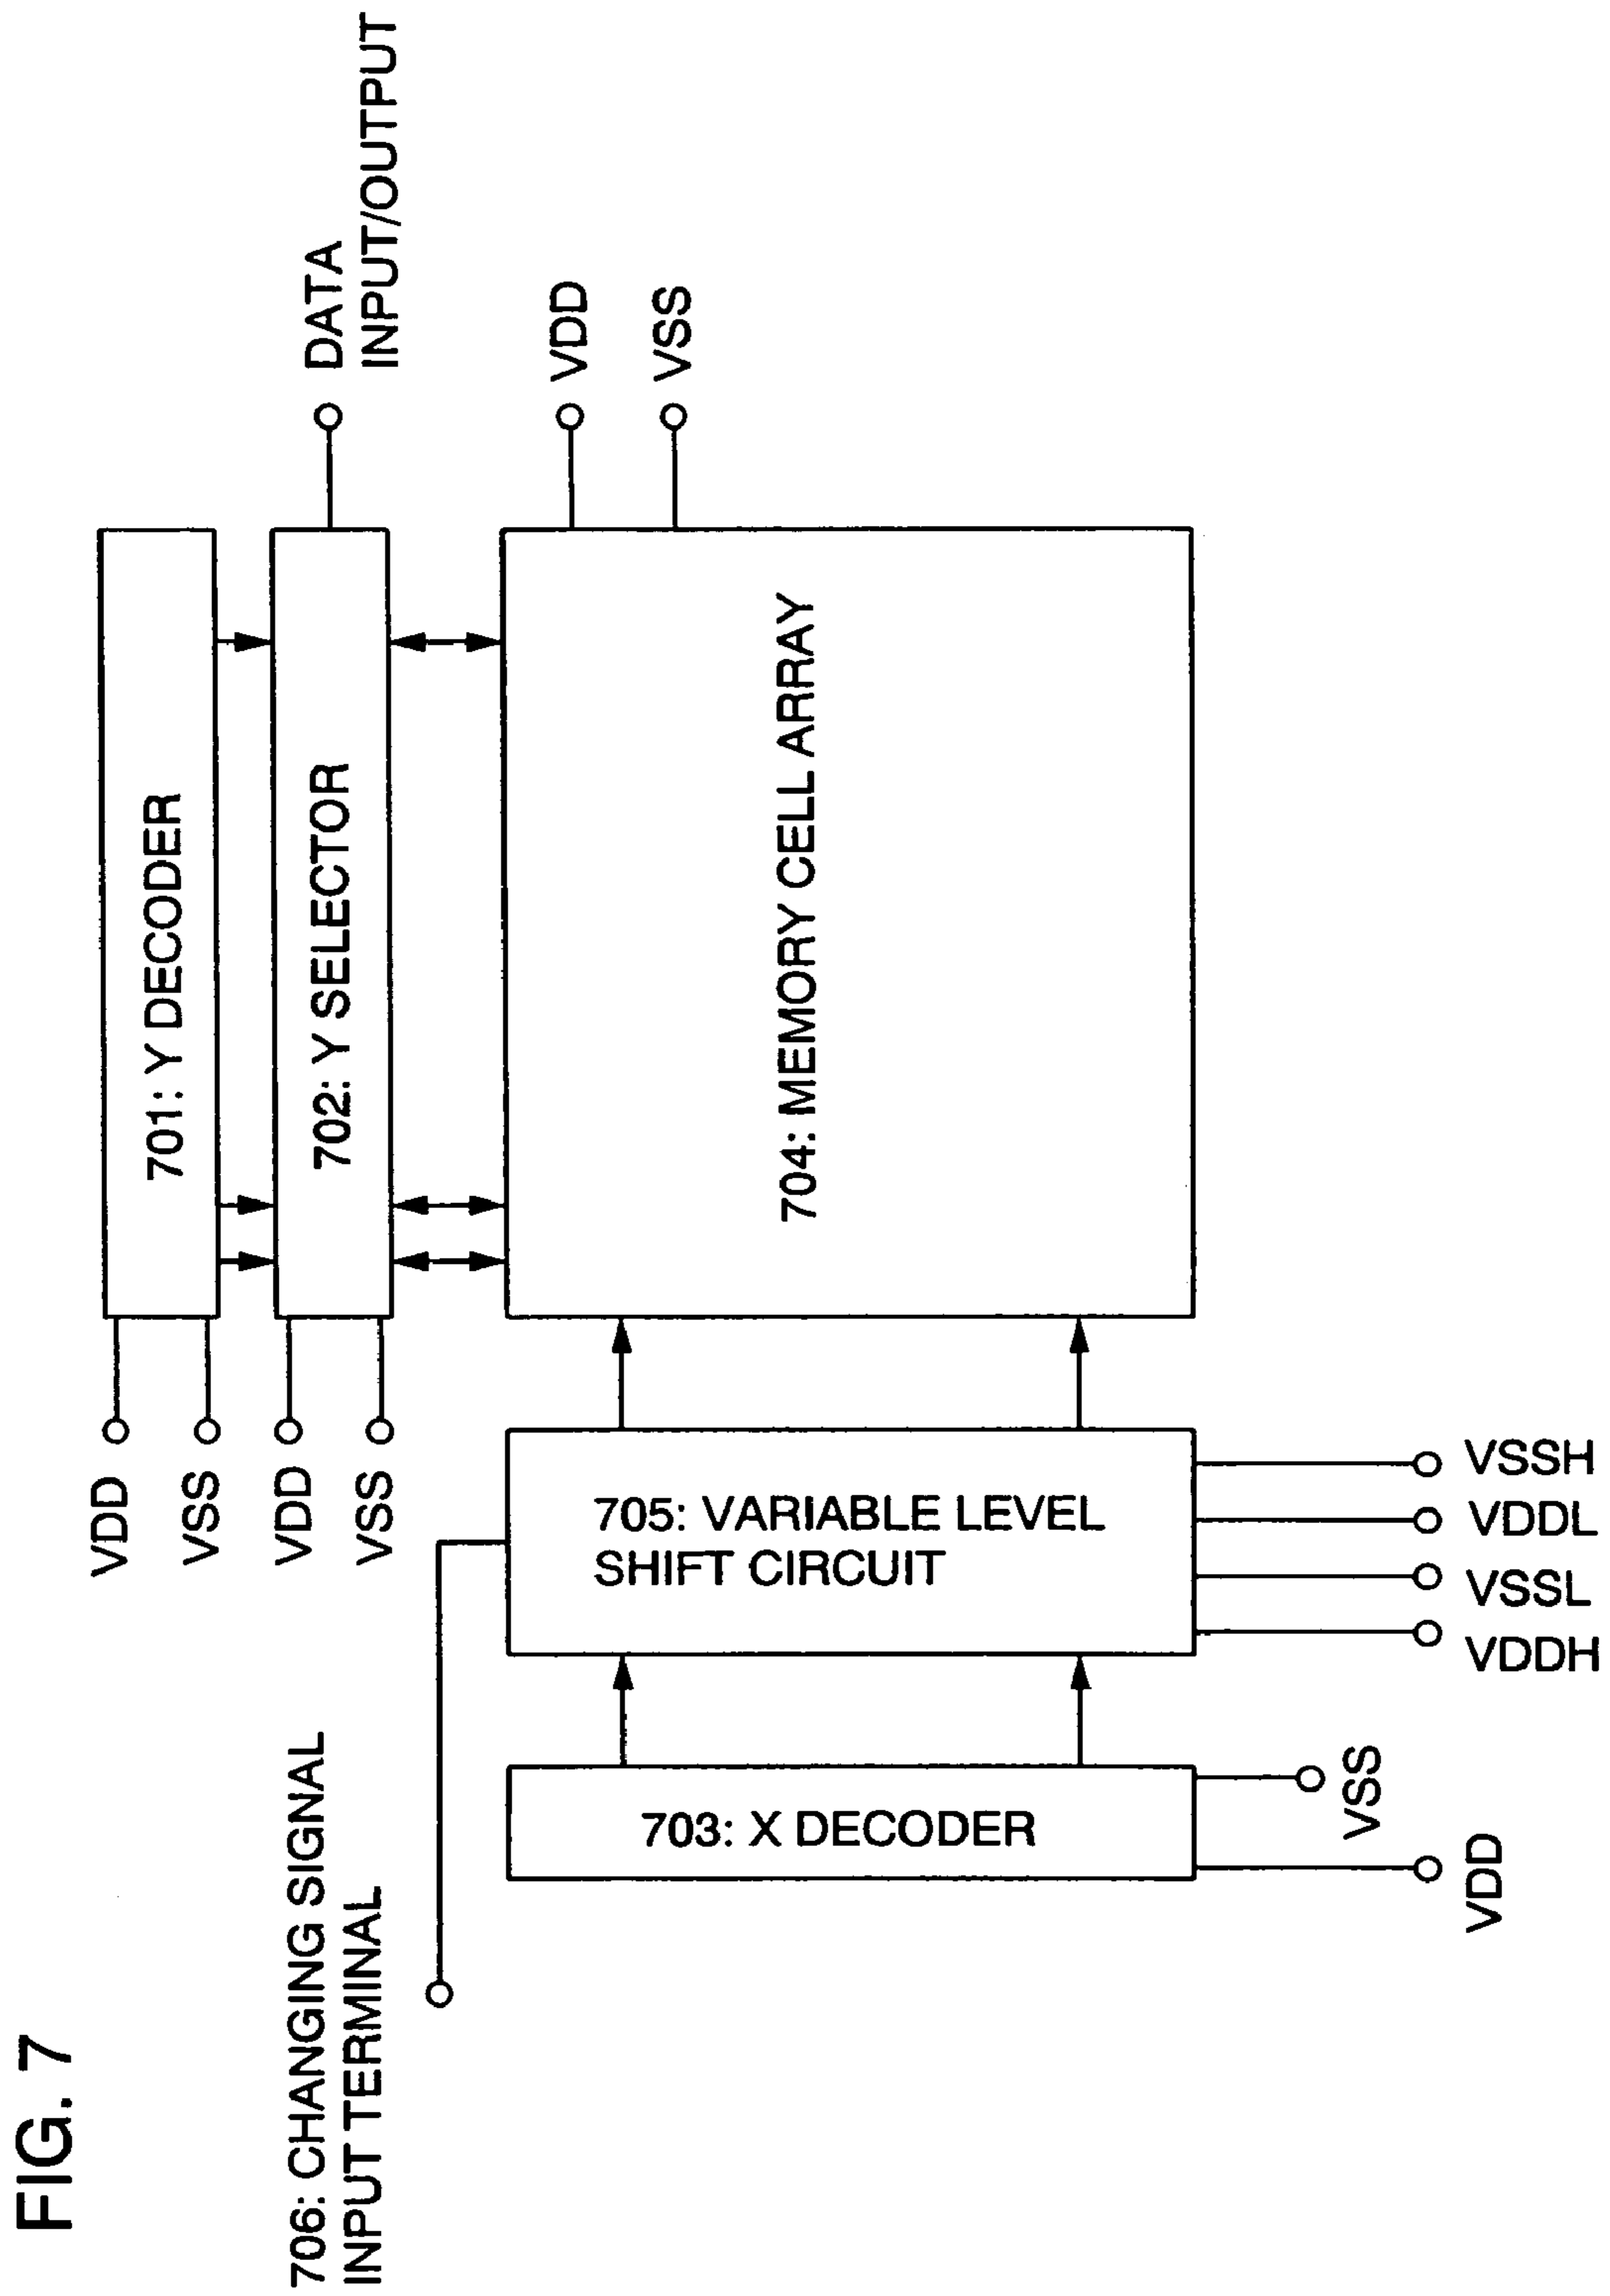 FIG. 7
DATA
INPUT/OUTPUT
VDD
VSS
701: Y DECODER
702: Y SELECTOR
704: MEMORY CELL ARRAY
VDD
VSS
VDD
VSS
705: VARIABLE LEVEL
SHIFT CIRCUIT
VSSH
VDDL
VSSL
VDDH
706: CHANGING SIGNAL
INPUT TERMINAL
703: X DECODER
VSS
VDD